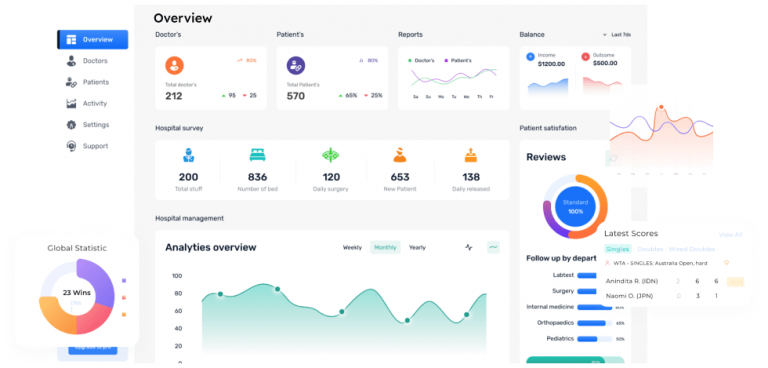 Overview
Overview
Doctors
Patients
Activity
Settings
Support
Doctor's
Patient's
Reports
Balance
Last 7ds
80%
Total doctor's
212
95
25
80%
Total Patient's
570
65%
25%
Doctor's
Patient's
Sa Su Mo Tu We Th Fr
Income
$1200.00
Outcome
$500.00
Hospital survey
200
Total stuff
836
Number of bed
120
Daily surgery
653
New Patient
138
Daily released
Patient satisfation
Reviews
Standard
100%
Hospital management
Analyties overview
Weekly
Monthly
Yearly
100
80
60
40
20
0
Follow up by depart
Labtest
Surgery
Internal medicine
Orthopaedics
65%
Pediatrics
50%
Global Statistic
23 Wins
Latest Scores
View All
Singles
Doubles
Mixed Doubles
WTA - SINGLES: Australia Open, hard
Anindita R. (IDN) 2 6 6
Naomi O. (JPN) 0 3 1